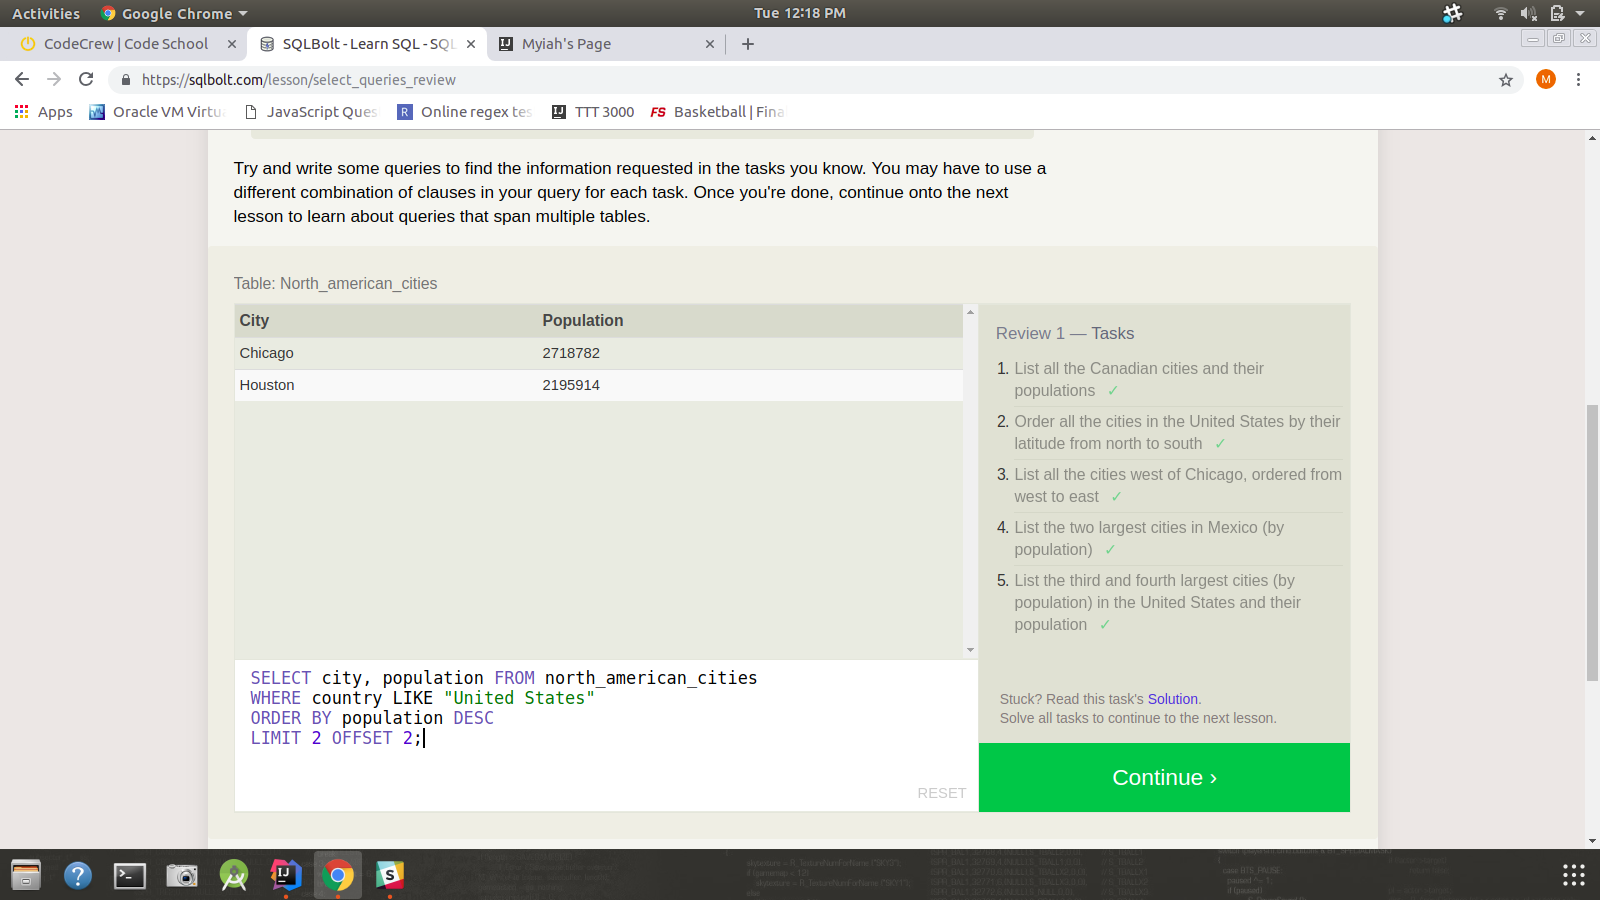 Activities Google Chrome Tue 12:18 PM
CodeCrew | Code School SQLBolt - Learn SQL - SQL Myiah's Page
https://sqlbolt.com/lesson/select_queries_review M
Apps Oracle VM Virtu JavaScript Ques R Online regex tes IJ TTT 3000 FS Basketball | Fina
Try and write some queries to find the information requested in the tasks you know. You may have to use a
different combination of clauses in your query for each task. Once you're done, continue onto the next
lesson to learn about queries that span multiple tables.
Table: North_american_cities
City Population
Chicago 2718782
Houston 2195914
Review 1 — Tasks
1. List all the Canadian cities and their
populations ✓
2. Order all the cities in the United States by their
latitude from north to south ✓
3. List all the cities west of Chicago, ordered from
west to east ✓
4. List the two largest cities in Mexico (by
population) ✓
5. List the third and fourth largest cities (by
population) in the United States and their
population ✓
SELECT city, population FROM north_american_cities
WHERE country LIKE "United States"
ORDER BY population DESC
LIMIT 2 OFFSET 2;
RESET
Stuck? Read this task's Solution.
Solve all tasks to continue to the next lesson.
Continue ›